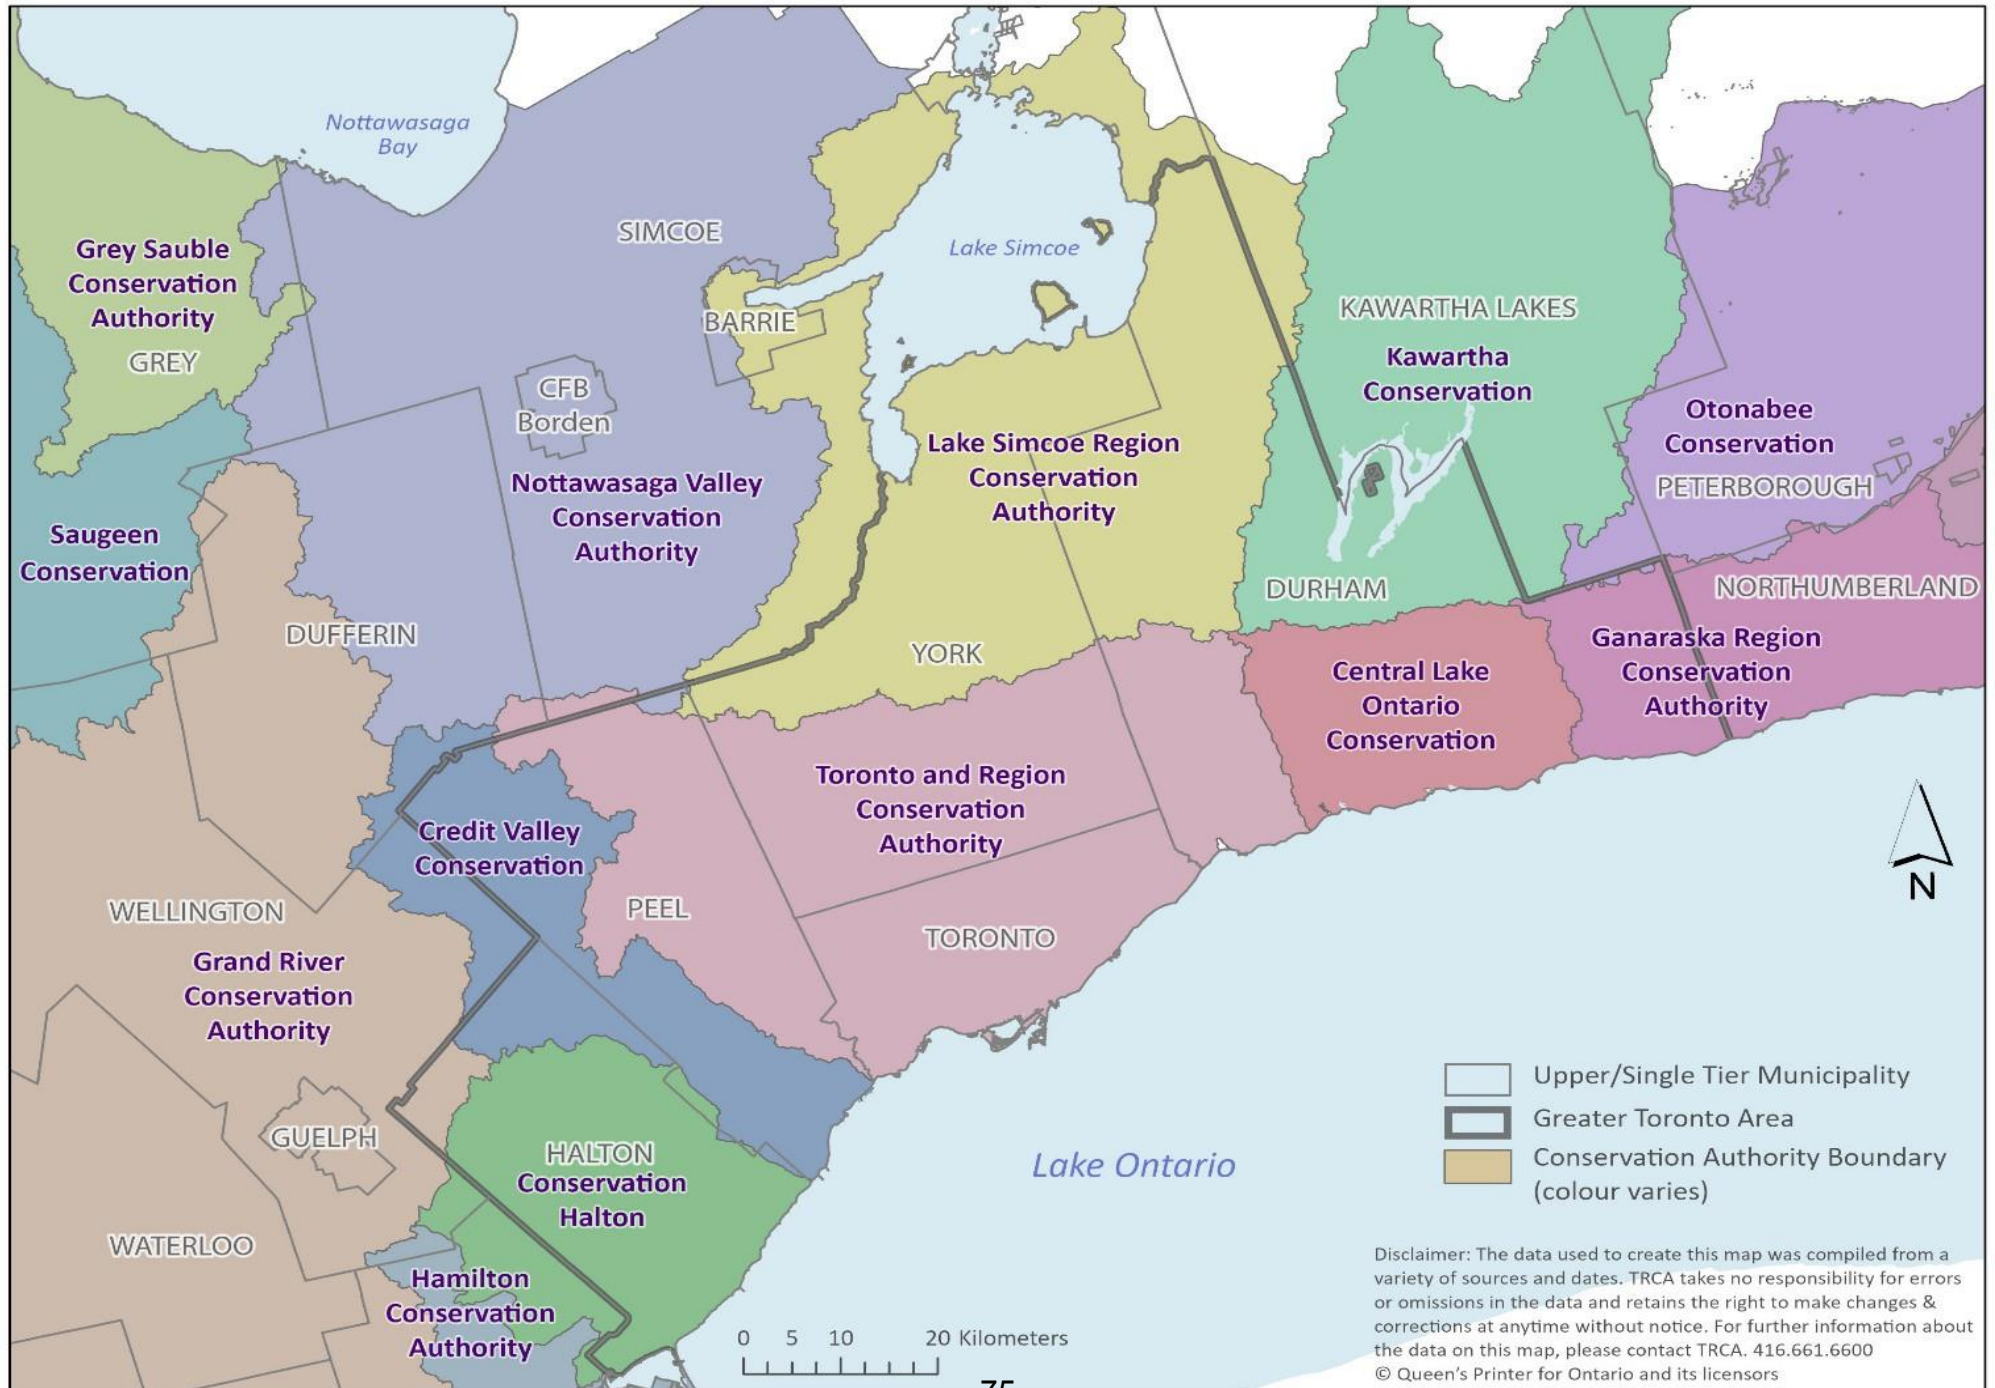 Nottawasaga
Bay
SIMCOE
Lake Simcoe
Grey Sauble
Conservation
Authority
GREY
BARRIE
KAWARTHA LAKES
Kawartha
Conservation
CFB
Borden
Otonabee
Conservation
PETERBOROUGH
Lake Simcoe Region
Conservation
Authority
Nottawasaga Valley
Conservation
Authority
Saugeen
Conservation
DURHAM
NORTHUMBERLAND
DUFFERIN
YORK
Ganaraska Region
Conservation
Authority
Central Lake
Ontario
Conservation
Toronto and Region
Conservation
Authority
Credit Valley
Conservation
N
WELLINGTON
PEEL
TORONTO
Grand River
Conservation
Authority
GUELPH
HALTON
Conservation
Halton
Lake Ontario
WATERLOO
Hamilton
Conservation
Authority
Upper/Single Tier Municipality
Greater Toronto Area
Conservation Authority Boundary
(colour varies)
0 5 10 20 Kilometers
Disclaimer: The data used to create this map was compiled from a
variety of sources and dates. TRCA takes no responsibility for errors
or omissions in the data and retains the right to make changes &
corrections at anytime without notice. For further information about
the data on this map, please contact TRCA. 416.661.6600
© Queen's Printer for Ontario and its licensors